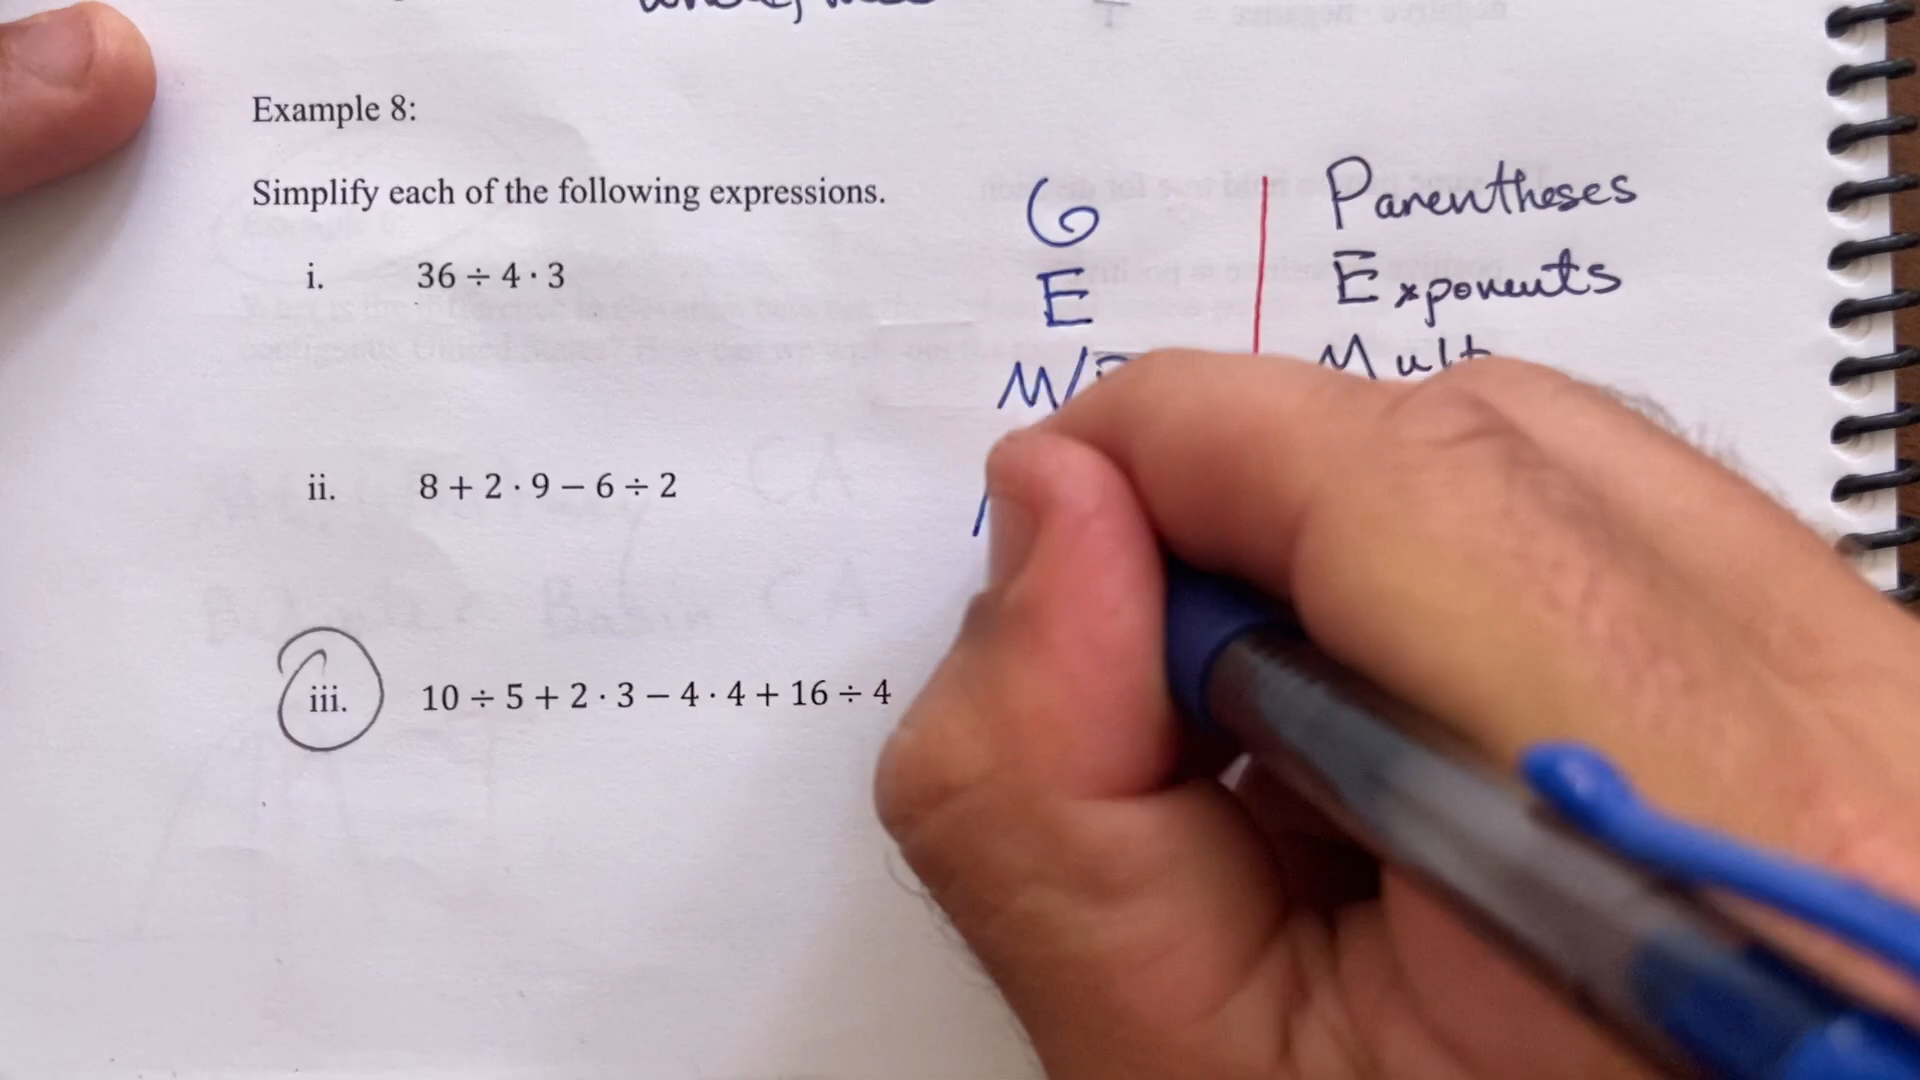 Example 8:
Simplify each of the following expressions.
i. 36 ÷ 4 · 3
ii. 8 + 2 · 9 − 6 ÷ 2
iii. 10 ÷ 5 + 2 · 3 − 4 · 4 + 16 ÷ 4
G
E
M/D
Parentheses
Exponents
Mult